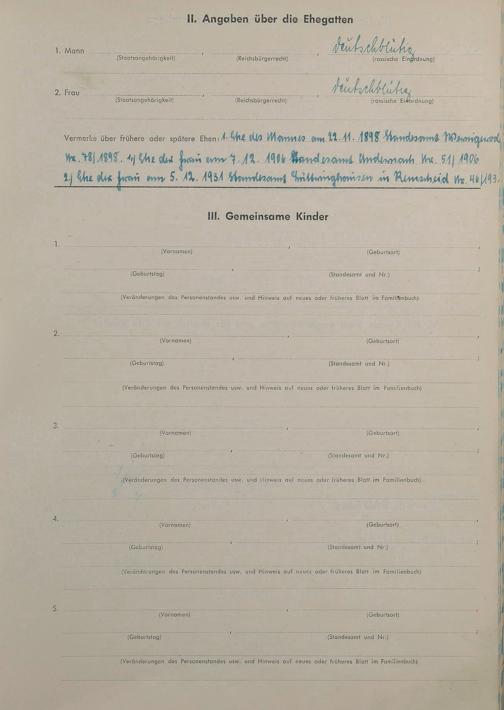 II. Angaben über die Ehegatten
deutschblütig
1. Mann
(Staatsangehörigkeit) , (Reichsbürgerrecht) , (rassische Einordnung)
deutschblütig
2. Frau
(Staatsangehörigkeit) , (Reichsbürgerrecht) , (rassische Einordnung)
Vermerke über frühere oder spätere Ehen: 1. Ehe des Mannes am 22.11. 1898 Standesamt
Nr. 78/1898. 1) Ehe der Frau am 7.12. 1906 Standesamt Andernach Nr. 51/1906
2) Ehe der Frau am 5.12. 1931 Standesamt Lüttringhausen in Remscheid Nr.
III. Gemeinsame Kinder
1.
(Vornamen) , (Geburtsort) ,
(Geburtstag) , (Standesamt und Nr.) ;
(Veränderungen des Personenstandes usw. und Hinweis auf neues oder früheres Blatt im Familienbuch)
2.
(Vornamen) , (Geburtsort) ,
(Geburtstag) , (Standesamt und Nr.) ;
(Veränderungen des Personenstandes usw. und Hinweis auf neues oder früheres Blatt im Familienbuch)
3.
(Vornamen) , (Geburtsort) ,
(Geburtstag) , (Standesamt und Nr.) ;
(Veränderungen des Personenstandes usw. und Hinweis auf neues oder früheres Blatt im Familienbuch)
4.
(Vornamen) , (Geburtsort) ,
(Geburtstag) , (Standesamt und Nr.) ;
(Veränderungen des Personenstandes usw. und Hinweis auf neues oder früheres Blatt im Familienbuch)
5.
(Vornamen) , (Geburtsort) ,
(Geburtstag) , (Standesamt und Nr.) ;
(Veränderungen des Personenstandes usw. und Hinweis auf neues oder früheres Blatt im Familienbuch)